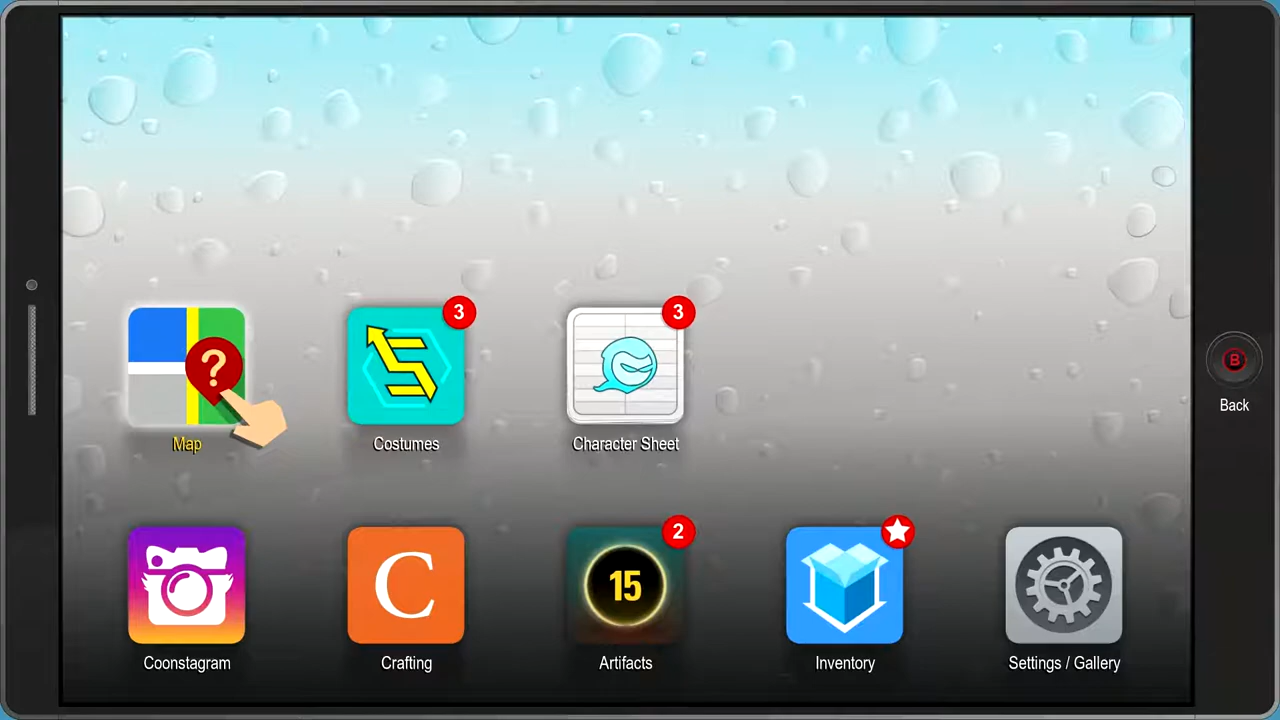 3
3
?
Map
Costumes
Character Sheet
B
Back
2
C
15
Coonstagram
Crafting
Artifacts
Inventory
Settings / Gallery